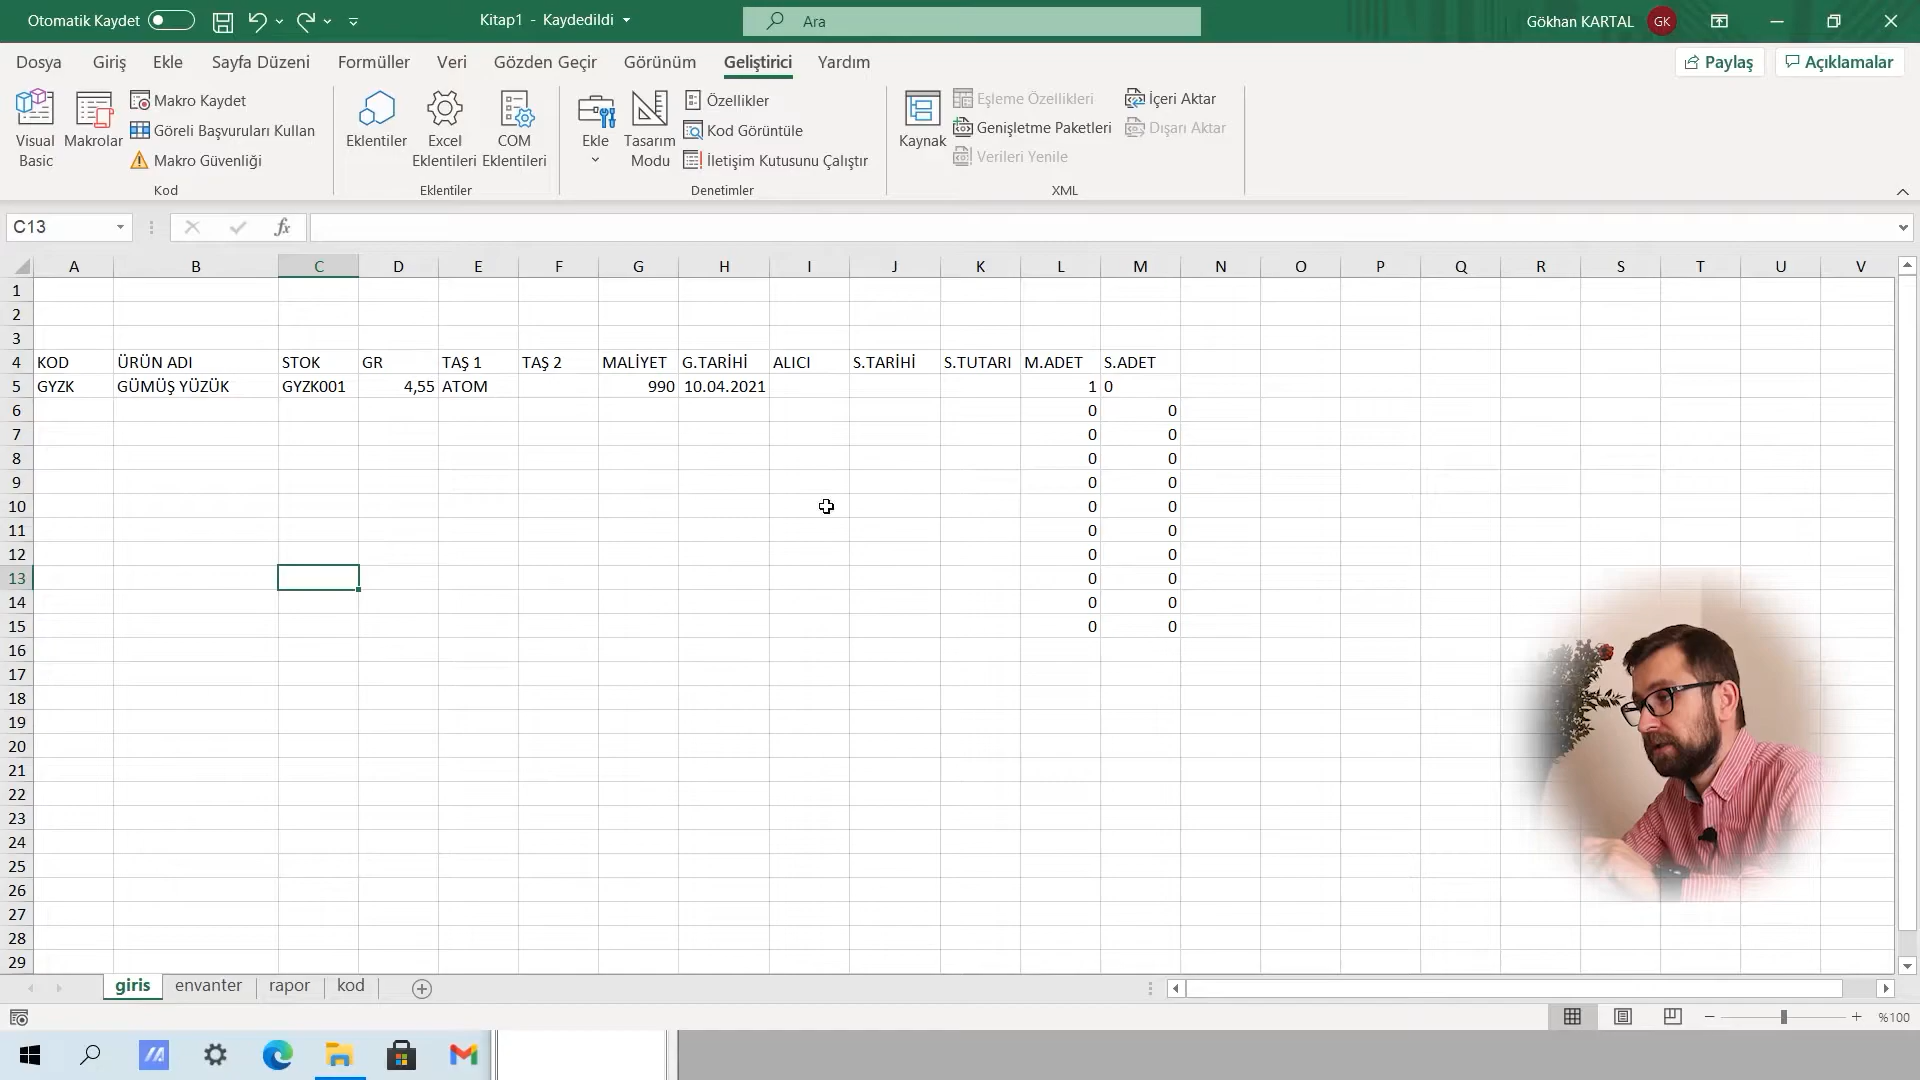 Otomatik Kaydet Kitap1 - Kaydedildi Ara Gökhan KARTAL GK
Dosya Giriş Ekle Sayfa Düzeni Formüller Veri Gözden Geçir Görünüm Geliştirici Yardım Paylaş Açıklamalar
Visual Basic
Makrolar
Makro Kaydet
Göreli Başvuruları Kullan
Makro Güvenliği
Kod
Eklentiler
Excel Eklentileri
COM Eklentileri
Eklentiler
Ekle
Tasarım Modu
Özellikler
Kod Görüntüle
İletişim Kutusunu Çalıştır
Denetimler
Kaynak
Eşleme Özellikleri
Genişletme Paketleri
Verileri Yenile
İçeri Aktar
Dışarı Aktar
XML
C13 fx
A B C D E F G H I J K L M N O P Q R S T U V
1
2
3
4 KOD ÜRÜN ADI STOK GR TAŞ 1 TAŞ 2 MALİYET G.TARİHİ ALICI S.TARİHİ S.TUTARI M.ADET S.ADET
5 GYZK GÜMÜŞ YÜZÜK GYZK001 4,55 ATOM 990 10.04.2021 1 0
6 0 0
7 0 0
8 0 0
9 0 0
10 0 0
11 0 0
12 0 0
13 0 0
14 0 0
15 0 0
16
17
18
19
20
21
22
23
24
25
26
27
28
29
giris envanter rapor kod
%100